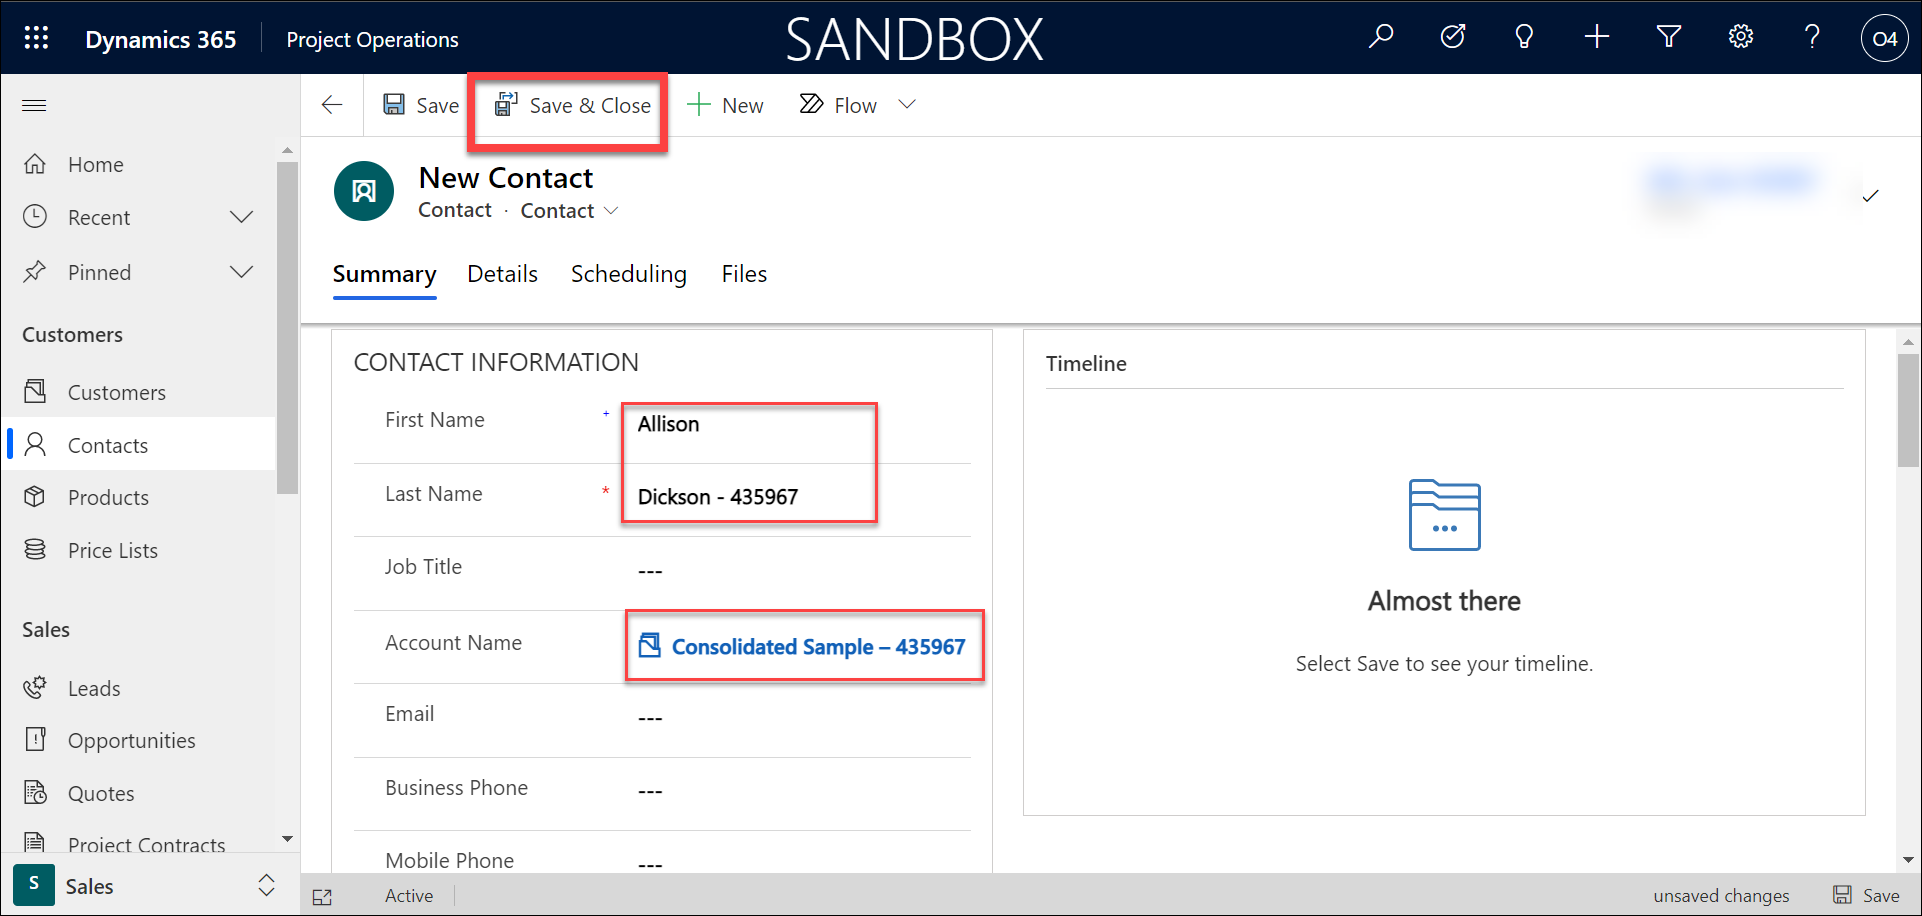 Dynamics 365 Project Operations SANDBOX O4
Save Save & Close New Flow
Home
Recent
Pinned
Customers
Customers
Contacts
Products
Price Lists
Sales
Leads
Opportunities
Quotes
Project Contracts
S Sales
New Contact
Contact · Contact
Summary Details Scheduling Files
CONTACT INFORMATION
First Name + Allison
Last Name * Dickson - 435967
Job Title ---
Account Name Consolidated Sample – 435967
Email ---
Business Phone ---
Mobile Phone ---
Timeline
Almost there
Select Save to see your timeline.
Active unsaved changes Save